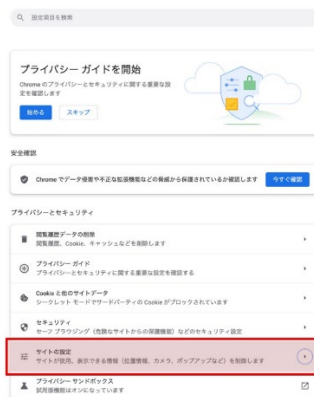 設定項目を検索
プライバシー ガイドを開始
Chrome のプライバシーとセキュリティに関する重要な設
定を確認します
始める
スキップ
安全確認
Chrome でデータ侵害や不正な拡張機能などの脅威から保護されているか確認します
今すぐ確認
プライバシーとセキュリティ
閲覧履歴データの削除
閲覧履歴、Cookie、キャッシュなどを削除します
プライバシー ガイド
プライバシーとセキュリティに関する重要な設定を確認する
Cookie と他のサイトデータ
シークレット モードでサードパーティの Cookie がブロックされています
セキュリティ
セーフ ブラウジング（危険なサイトからの保護機能）などのセキュリティ設定
サイトの設定
サイトが使用、表示できる情報（位置情報、カメラ、ポップアップなど）を制御します
プライバシー サンドボックス
試用版機能はオンになっています